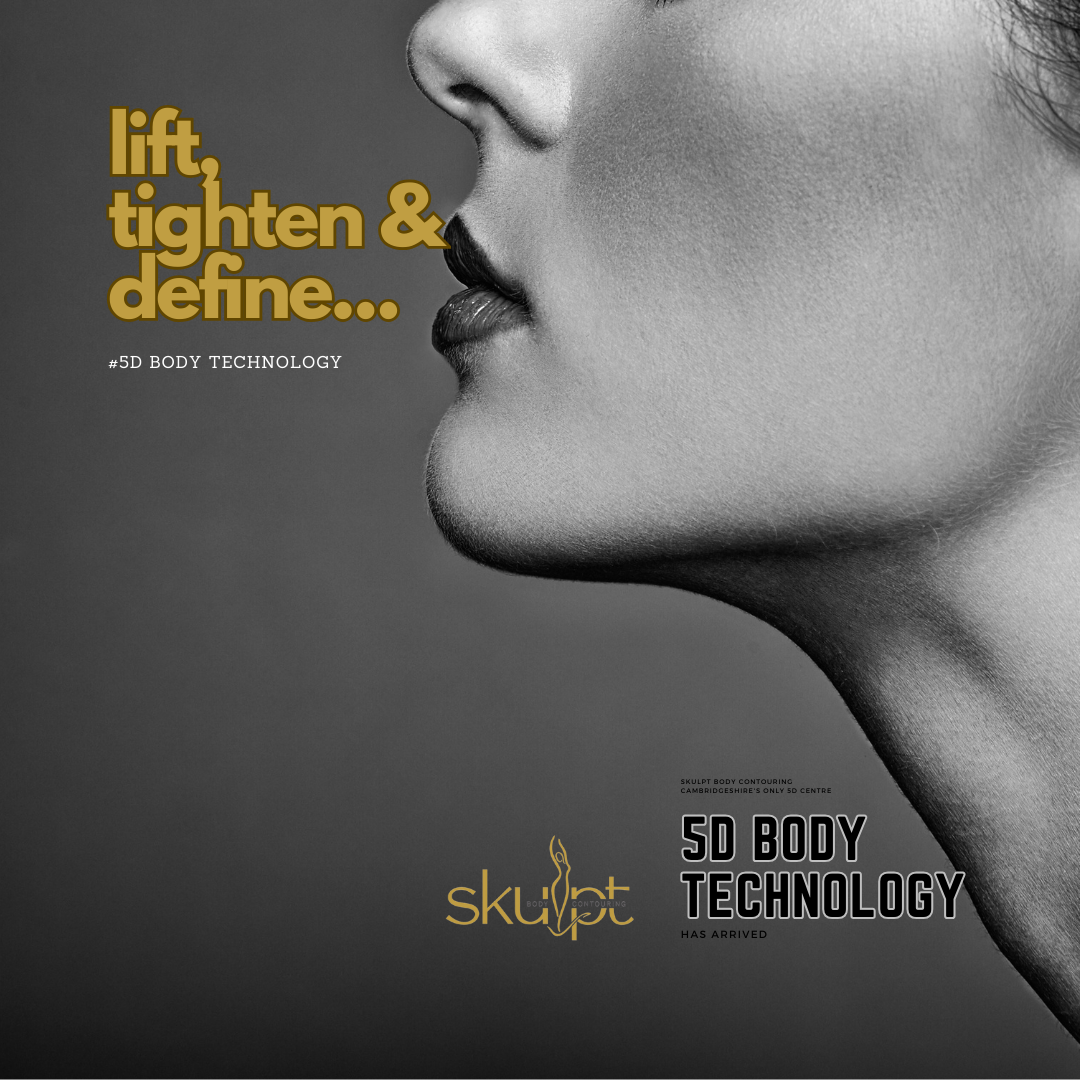 lift,
tighten &
define...
#5D BODY TECHNOLOGY
SKULPT BODY CONTOURING
CAMBRIDGESHIRE'S ONLY 5D CENTRE
5D BODY
TECHNOLOGY
HAS ARRIVED
skulpt
BODY CONTOURING